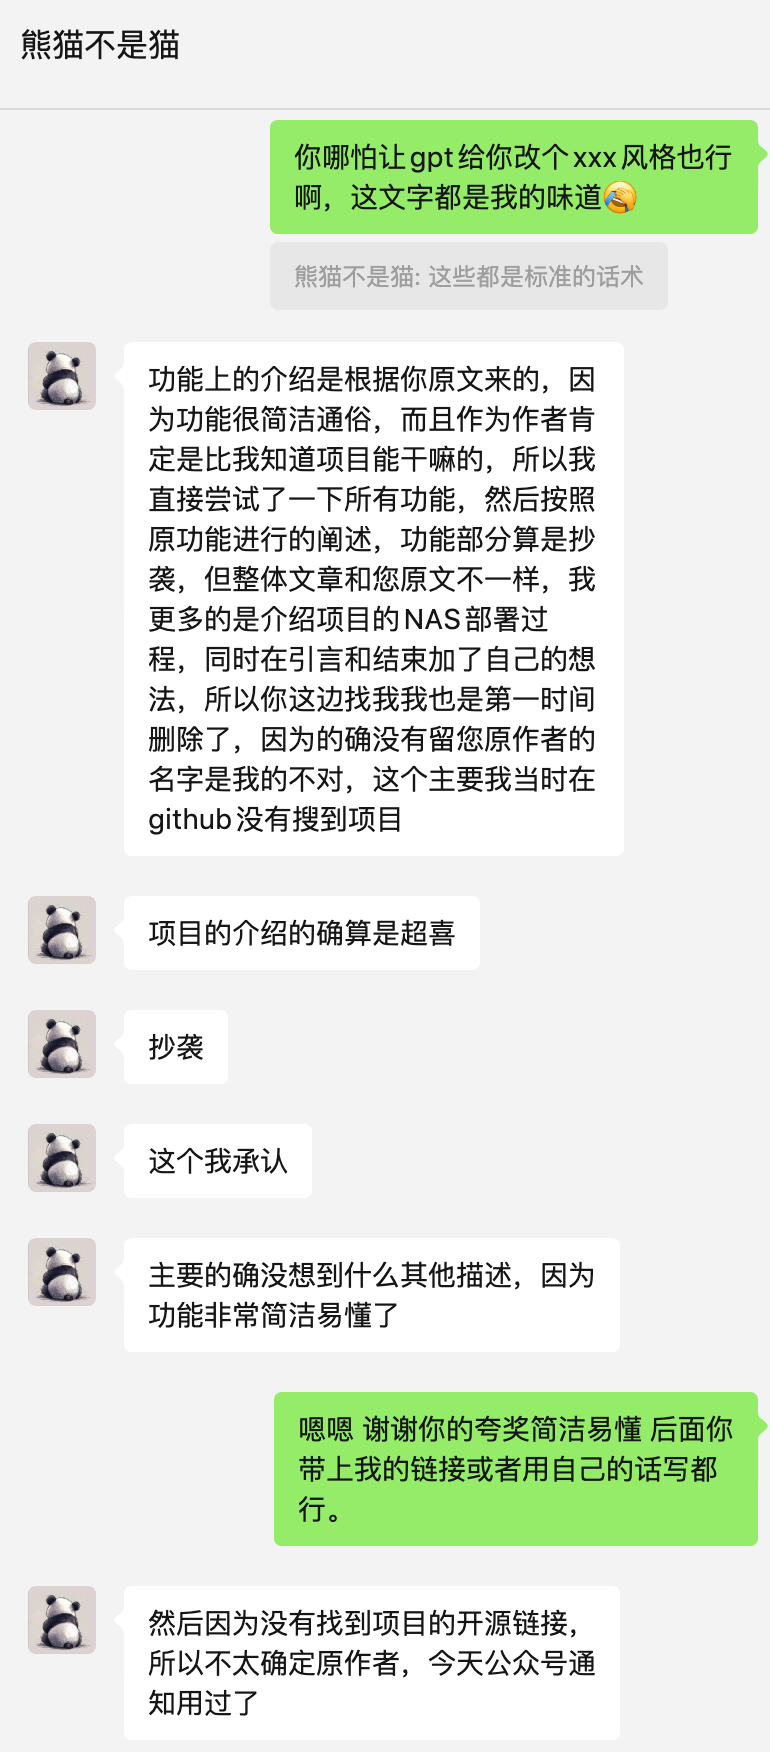 熊猫不是猫
你哪怕让gpt给你改个xxx风格也行
啊，这文字都是我的味道🤣
熊猫不是猫: 这些都是标准的话术
功能上的介绍是根据你原文来的，因
为功能很简洁通俗，而且作为作者肯
定是比我知道项目能干嘛的，所以我
直接尝试了一下所有功能，然后按照
原功能进行的阐述，功能部分算是抄
袭，但整体文章和您原文不一样，我
更多的是介绍项目的NAS部署过
程，同时在引言和结束加了自己的想
法，所以你这边找我我也是第一时间
删除了，因为的确没有留您原作者的
名字是我的不对，这个主要我当时在
github没有搜到项目
项目的介绍的确算是超喜
抄袭
这个我承认
主要的确没想到什么其他描述，因为
功能非常简洁易懂了
嗯嗯 谢谢你的夸奖简洁易懂 后面你
带上我的链接或者用自己的话写都
行。
然后因为没有找到项目的开源链接，
所以不太确定原作者，今天公众号通
知用过了